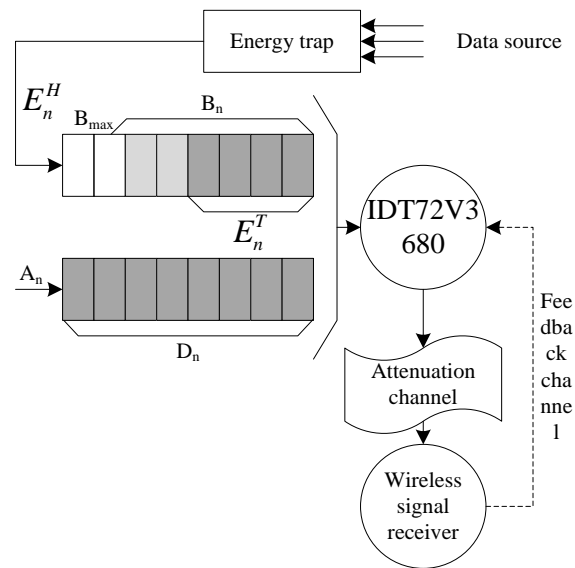 Energy trap
Data source
E_n^H
B_max
B_n
E_n^T
IDT72V3
680
A_n
D_n
Attenuation
channel
Wireless
signal
receiver
Fee
dba
ck
cha
nne
l